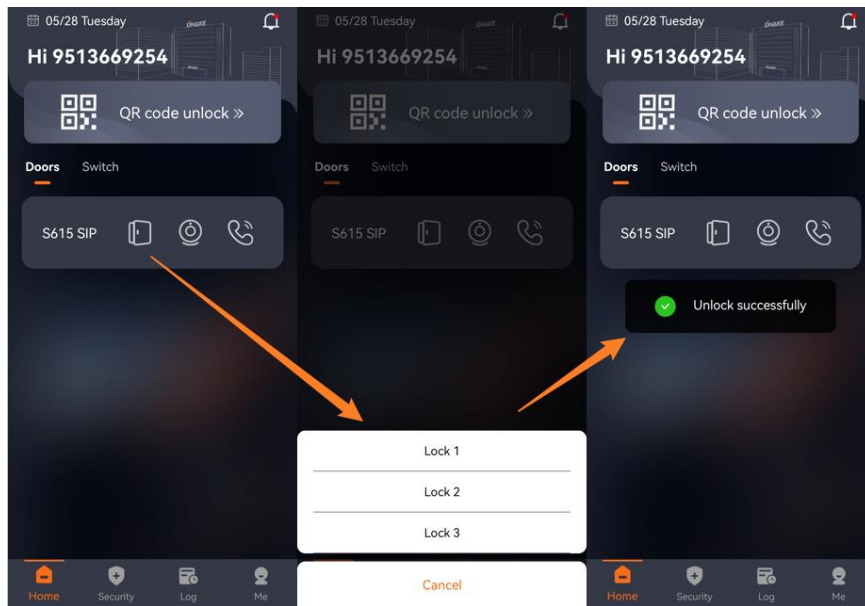 05/28 Tuesday
Hi 9513669254
QR code unlock »
Doors Switch
S615 SIP
Home Security Log Me
05/28 Tuesday
Hi 9513669254
QR code unlock »
Doors Switch
S615 SIP
Lock 1
Lock 2
Lock 3
Cancel
05/28 Tuesday
Hi 9513669254
QR code unlock »
Doors Switch
S615 SIP
Unlock successfully
Home Security Log Me